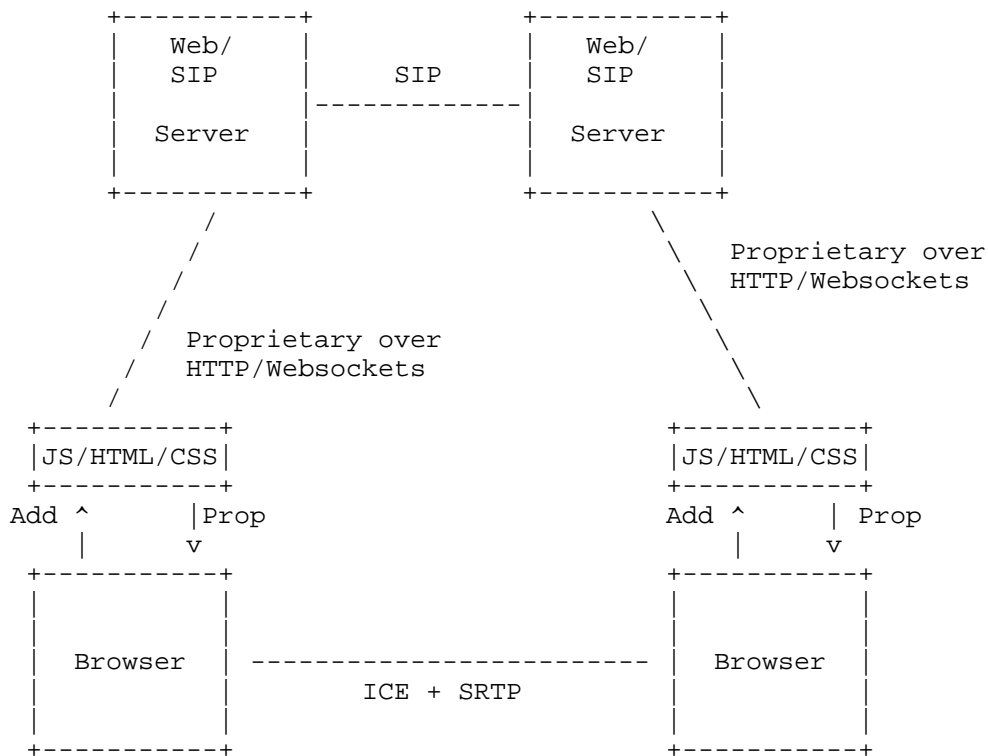 Web/ Web/
SIP SIP SIP
Server Server
Proprietary over
HTTP/Websockets
Proprietary over
HTTP/Websockets
JS/HTML/CSS JS/HTML/CSS
Add Prop Add Prop
Browser Browser
ICE + SRTP